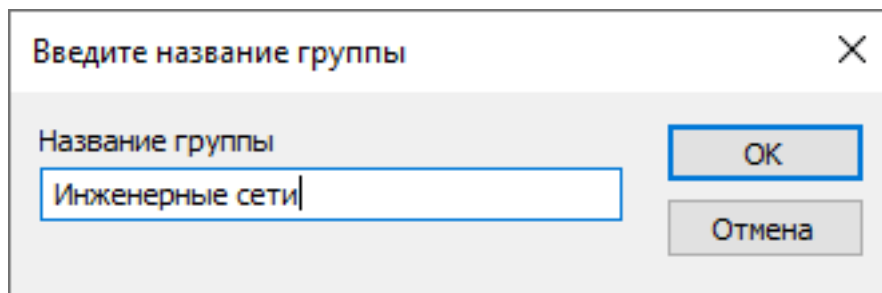 Введите название группы
Название группы
OK
Инженерные сети
Отмена